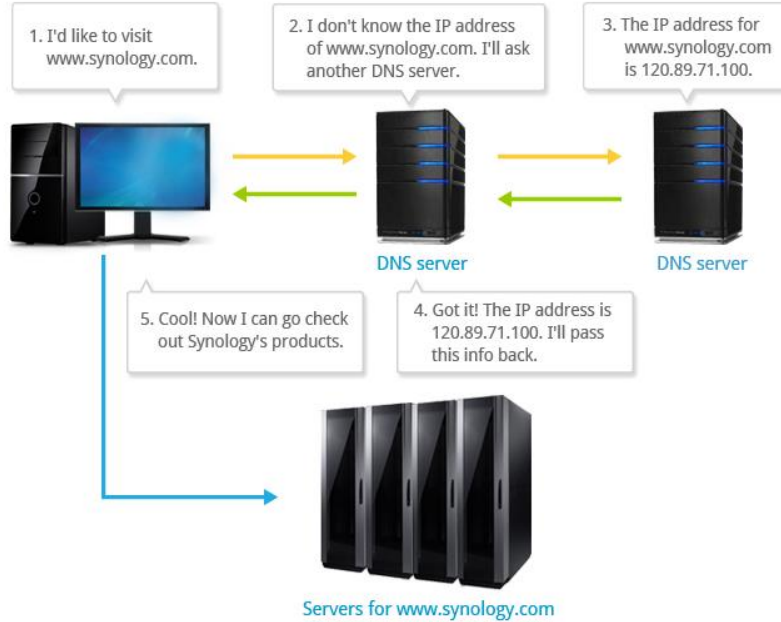 1. I'd like to visit
www.synology.com.
2. I don't know the IP address
of www.synology.com. I'll ask
another DNS server.
3. The IP address for
www.synology.com
is 120.89.71.100.
DNS server
DNS server
5. Cool! Now I can go check
out Synology's products.
4. Got it! The IP address is
120.89.71.100. I'll pass
this info back.
Servers for www.synology.com